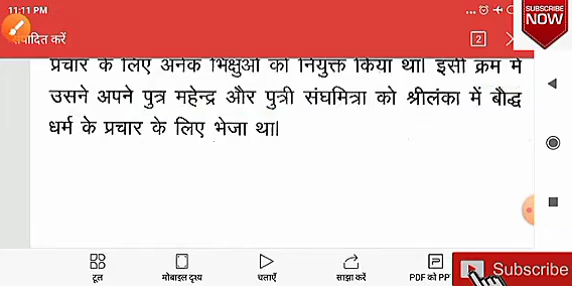 11:11 PM
SUBSCRIBE
NOW
संपादित करें
2
प्रचार के लिए अनेक भिक्षुओं को नियुक्त किया था। इसी क्रम में
उसने अपने पुत्र महेन्द्र और पुत्री संघमित्रा को श्रीलंका में बौद्ध
धर्म के प्रचार के लिए भेजा था।
टूल
मोबाइल दृश्य
चलाएँ
साझा करें
PDF को PP
Subscribe